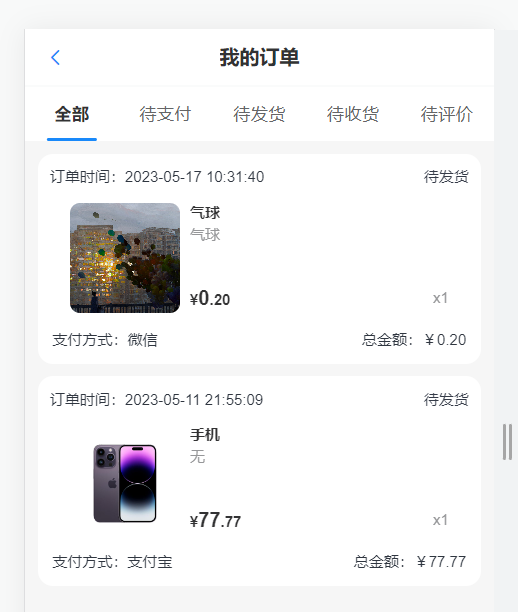 我的订单
全部 待支付 待发货 待收货 待评价
订单时间：2023-05-17 10:31:40 待发货
气球
气球
¥0.20 x1
支付方式：微信 总金额：￥0.20
订单时间：2023-05-11 21:55:09 待发货
手机
无
¥77.77 x1
支付方式：支付宝 总金额：￥77.77